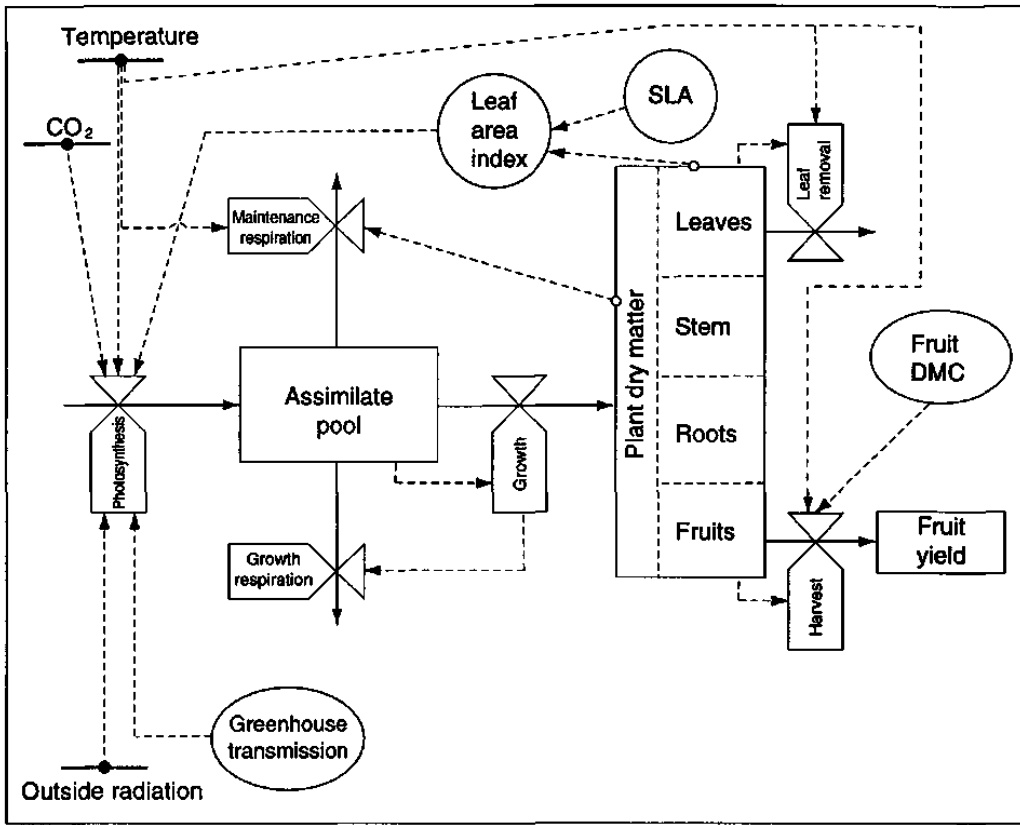 Temperature
CO₂
Leaf
area
index
SLA
Leaf
removal
Maintenance
respiration
Leaves
Plant dry matter
Stem
Fruit
DMC
Assimilate
pool
Roots
Photosynthesis
Growth
Fruits
Fruit
yield
Growth
respiration
Harvest
Greenhouse
transmission
Outside radiation